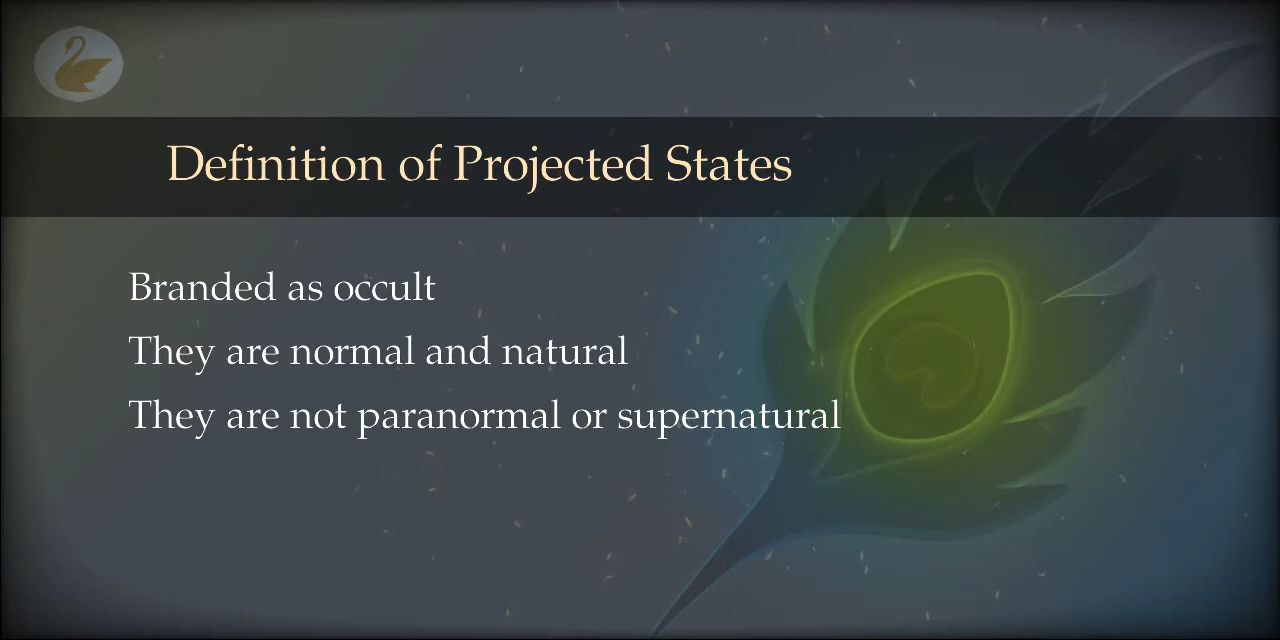 Definition of Projected States
Branded as occult
They are normal and natural
They are not paranormal or supernatural